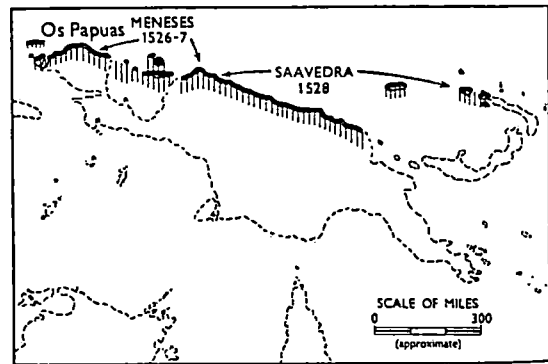 Os Papuas
MENESES
1526-7
SAAVEDRA
1528
SCALE OF MILES
0 300
(approximate)